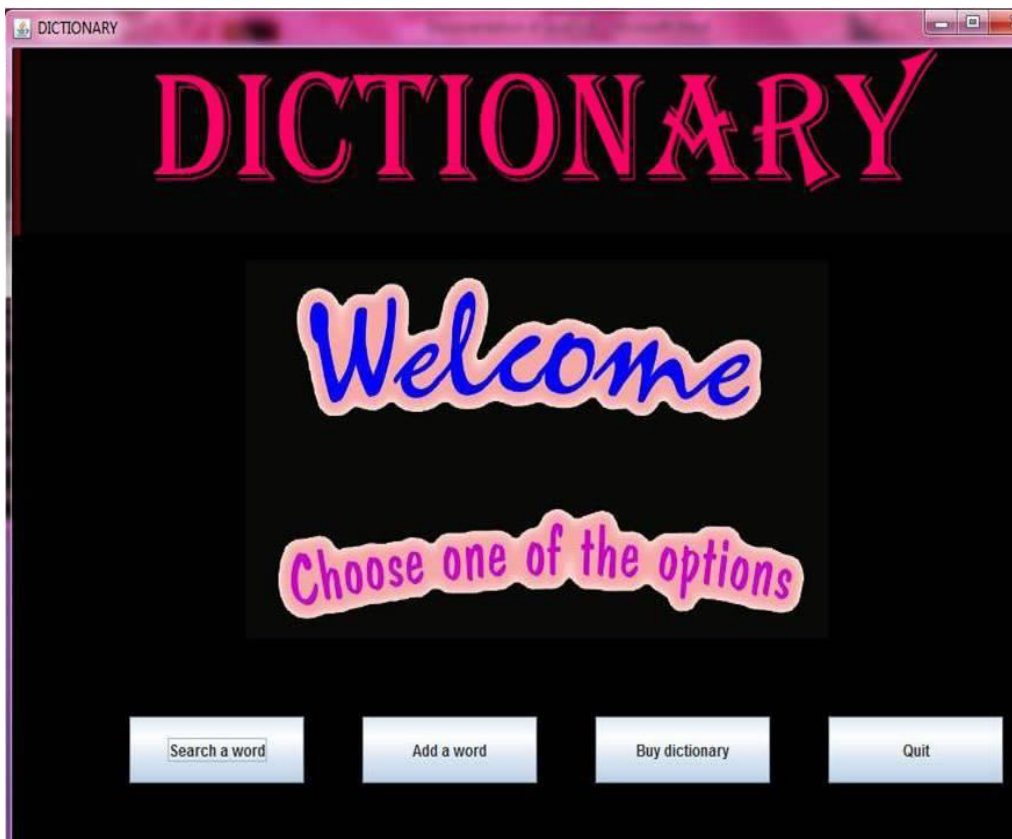 DICTIONARY
DICTIONARY
Welcome
Choose one of the options
Search a word Add a word Buy dictionary Quit